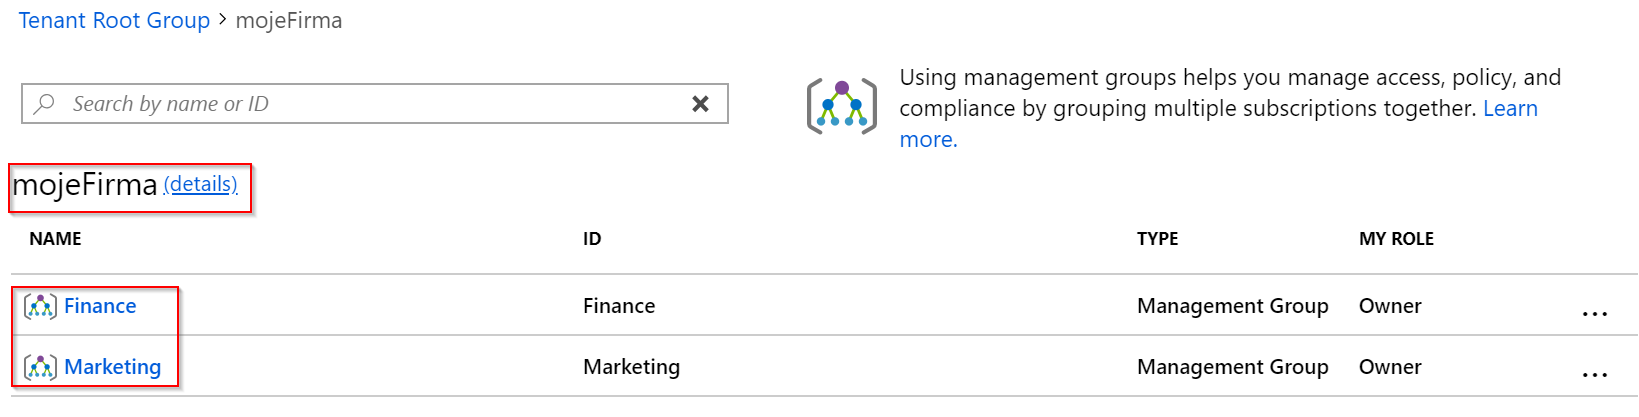 Tenant Root Group > mojeFirma
Search by name or ID
Using management groups helps you manage access, policy, and
compliance by grouping multiple subscriptions together. Learn
more.
mojeFirma (details)
NAME ID TYPE MY ROLE
Finance Finance Management Group Owner ...
Marketing Marketing Management Group Owner ...